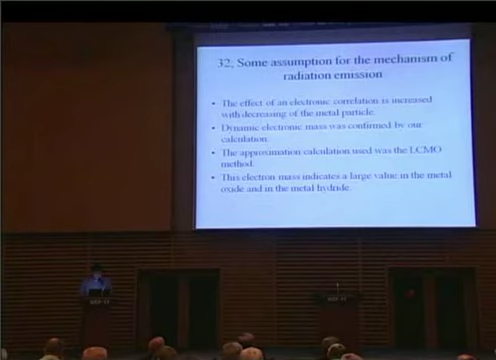 32, Some assumption for the mechanism of
radiation emission
• The effect of an electronic correlation is increased
with decreasing of the metal particle.
• Dynamic electronic mass was confirmed by our
calculation.
• The approximation calculation used was the LCMO
method.
• This electron mass indicates a large value in the metal
oxide and in the metal hydride.